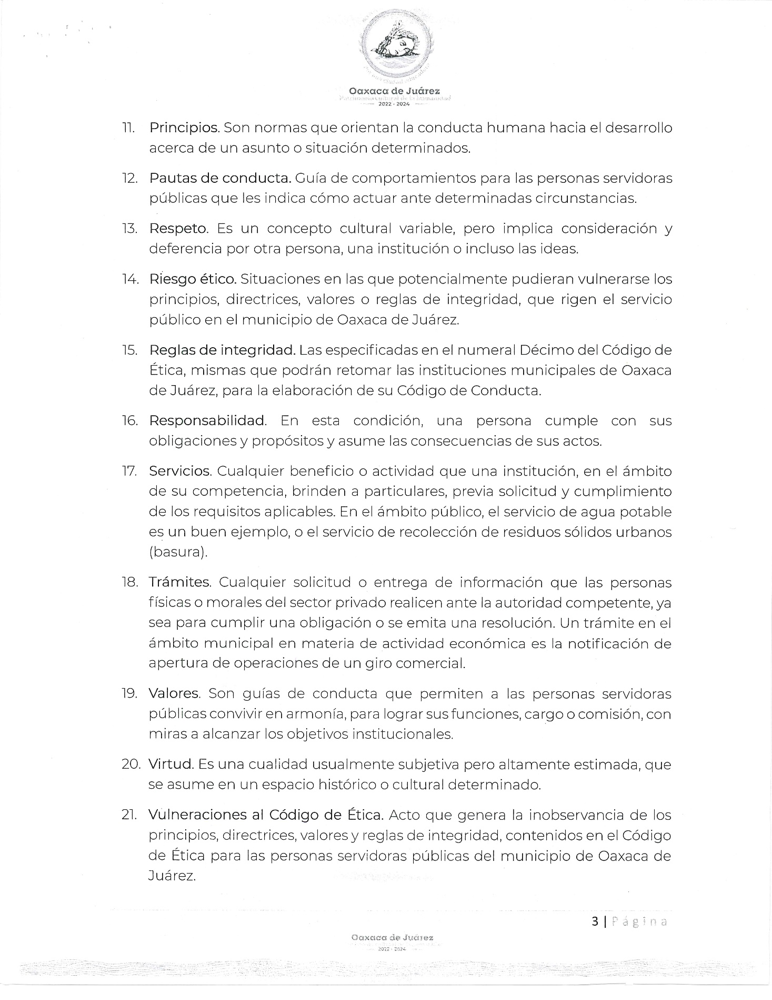 Oaxaca de Juárez
Patrimonio Cultural de la Humanidad
2022 - 2024
11. Principios. Son normas que orientan la conducta humana hacia el desarrollo
acerca de un asunto o situación determinados.
12. Pautas de conducta. Guía de comportamientos para las personas servidoras
públicas que les indica cómo actuar ante determinadas circunstancias.
13. Respeto. Es un concepto cultural variable, pero implica consideración y
deferencia por otra persona, una institución o incluso las ideas.
14. Riesgo ético. Situaciones en las que potencialmente pudieran vulnerarse los
principios, directrices, valores o reglas de integridad, que rigen el servicio
público en el municipio de Oaxaca de Juárez.
15. Reglas de integridad. Las especificadas en el numeral Décimo del Código de
Ética, mismas que podrán retomar las instituciones municipales de Oaxaca
de Juárez, para la elaboración de su Código de Conducta.
16. Responsabilidad. En esta condición, una persona cumple con sus
obligaciones y propósitos y asume las consecuencias de sus actos.
17. Servicios. Cualquier beneficio o actividad que una institución, en el ámbito
de su competencia, brinden a particulares, previa solicitud y cumplimiento
de los requisitos aplicables. En el ámbito público, el servicio de agua potable
es un buen ejemplo, o el servicio de recolección de residuos sólidos urbanos
(basura).
18. Trámites. Cualquier solicitud o entrega de información que las personas
físicas o morales del sector privado realicen ante la autoridad competente, ya
sea para cumplir una obligación o se emita una resolución. Un trámite en el
ámbito municipal en materia de actividad económica es la notificación de
apertura de operaciones de un giro comercial.
19. Valores. Son guías de conducta que permiten a las personas servidoras
públicas convivir en armonía, para lograr sus funciones, cargo o comisión, con
miras a alcanzar los objetivos institucionales.
20. Virtud. Es una cualidad usualmente subjetiva pero altamente estimada, que
se asume en un espacio histórico o cultural determinado.
21. Vulneraciones al Código de Ética. Acto que genera la inobservancia de los
principios, directrices, valores y reglas de integridad, contenidos en el Código
de Ética para las personas servidoras públicas del municipio de Oaxaca de
Juárez.
3 | Página
Oaxaca de Juárez
2022 - 2024